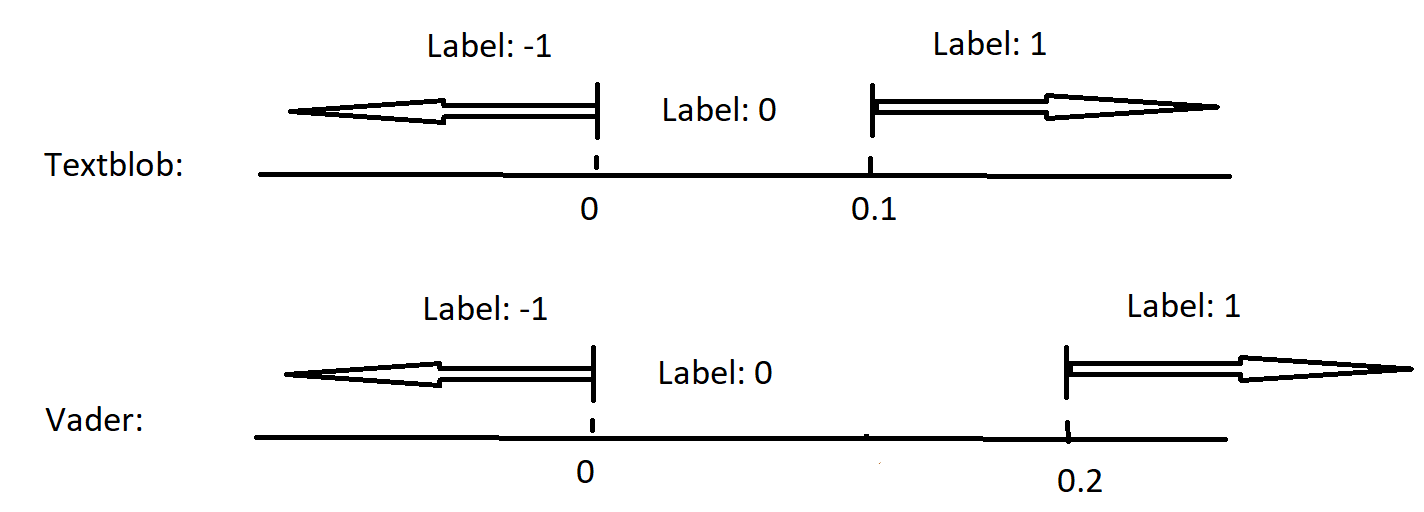 Label: -1
Label: 1
Label: 0
Textblob:
0
0.1
Label: -1
Label: 1
Label: 0
Vader:
0
0.2